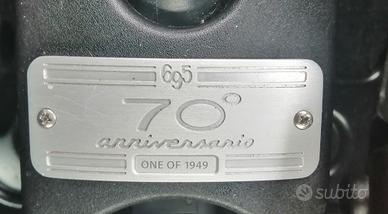 695
70°
anniversario
ONE OF 1949
subito